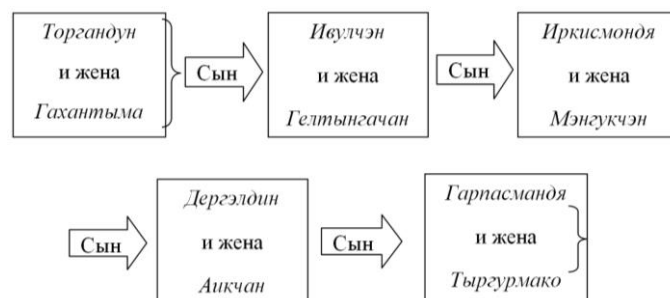 Торгандун
и жена
Гахантыма
Сын
Ивулчэн
и жена
Гелтынгачан
Сын
Иркисмондя
и жена
Мэнгукчэн
Сын
Дергэлдин
и жена
Аикчан
Сын
Гарпасмандя
и жена
Тыргурмако